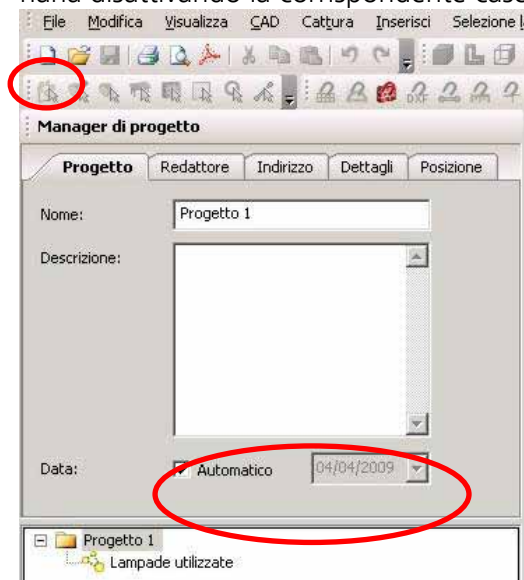 File Modifica Visualizza CAD Cattura Inserisci Selezione
Manager di progetto
Progetto Redattore Indirizzo Dettagli Posizione
Nome: Progetto 1
Descrizione:
Data: Automatico 04/04/2009
Progetto 1
Lampade utilizzate